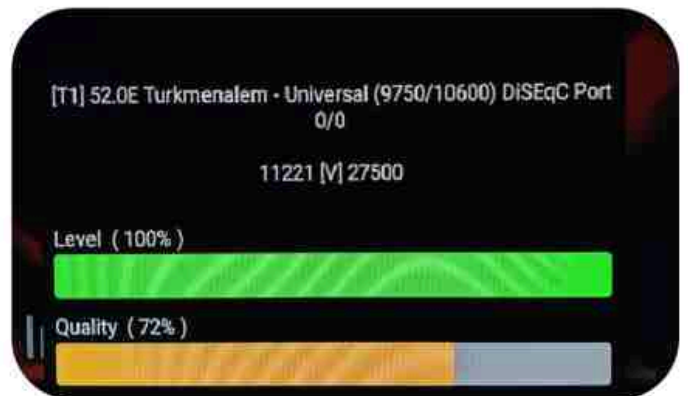 [T1] 52.0E Turkmenalem - Universal (9750/10600) DiSEqC Port
0/0
11221 [V] 27500
Level ( 100% )
Quality ( 72% )